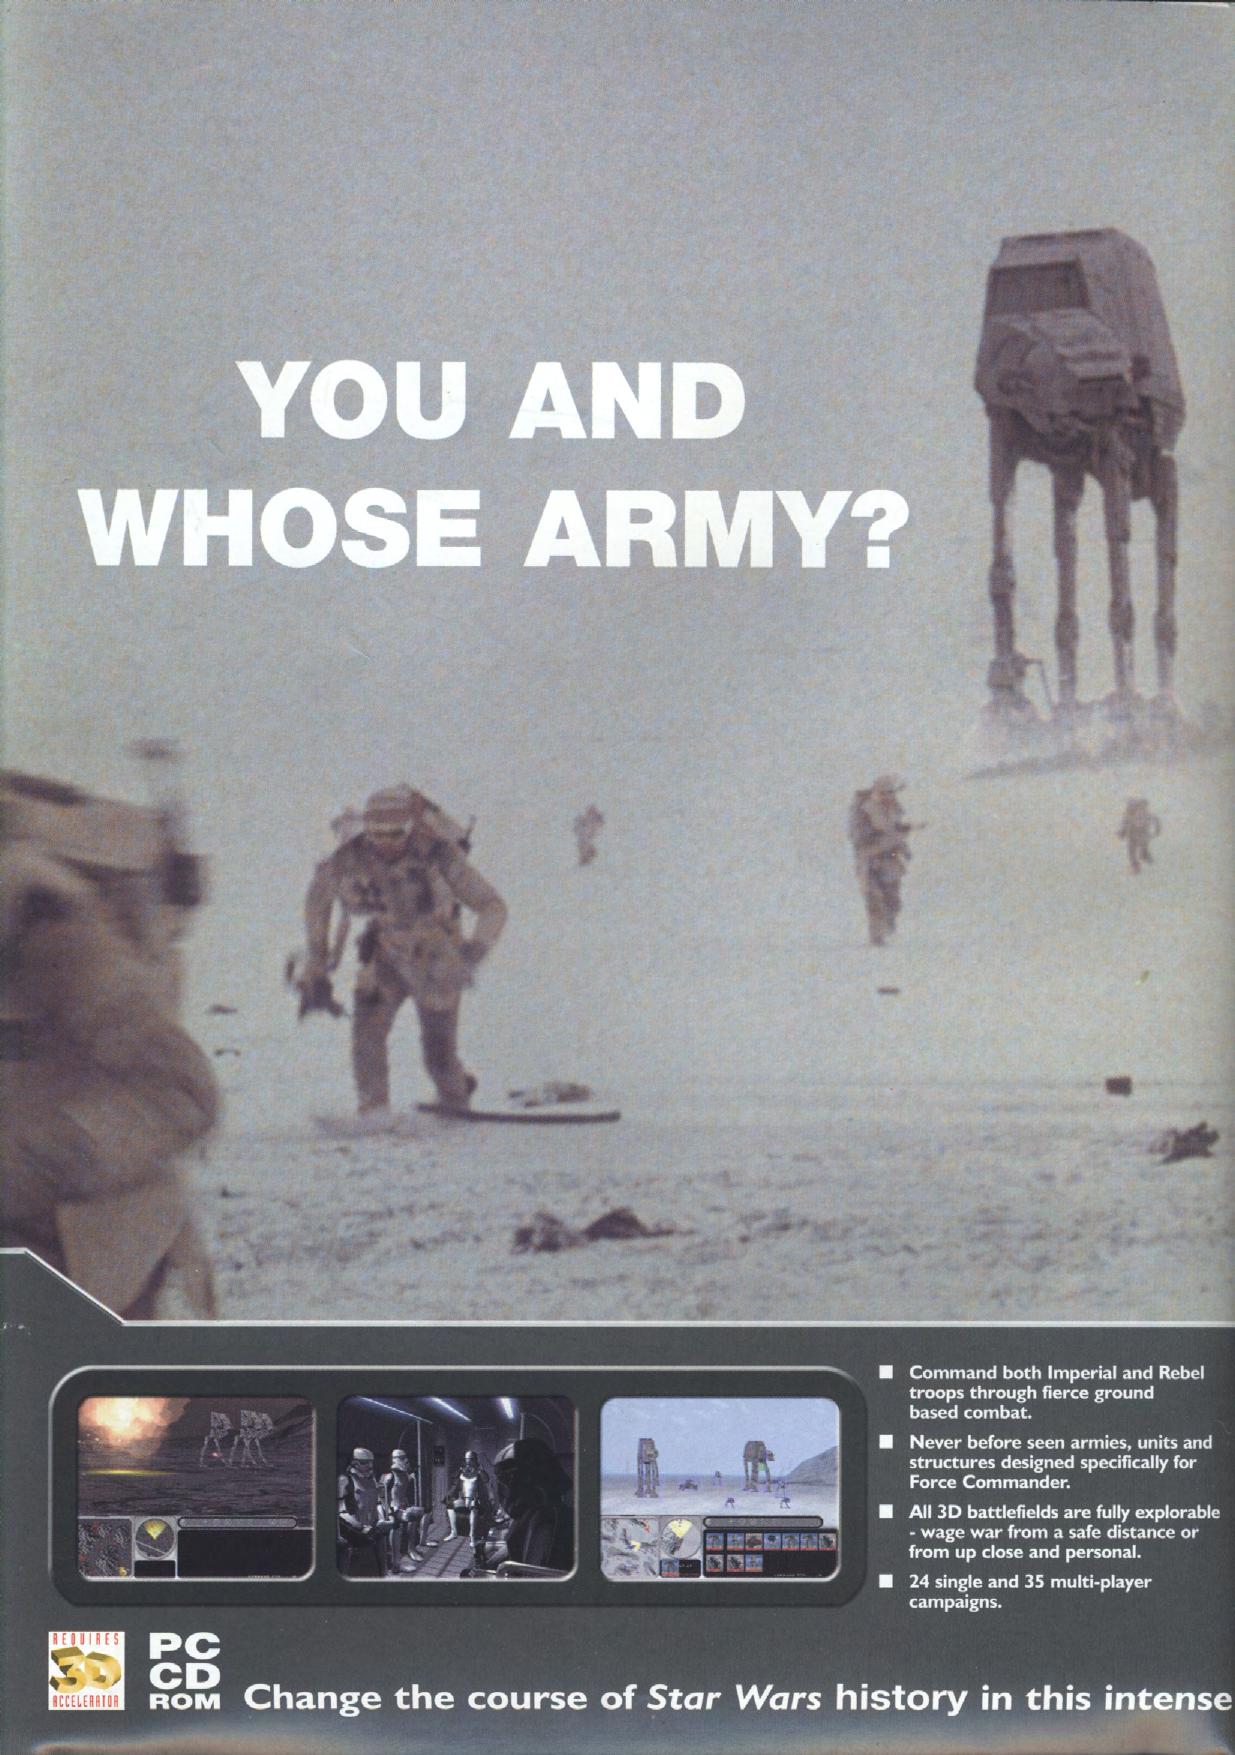 YOU AND
WHOSE ARMY?
■ Command both Imperial and Rebel
troops through fierce ground
based combat.
■ Never before seen armies, units and
structures designed specifically for
Force Commander.
■ All 3D battlefields are fully explorable
- wage war from a safe distance or
from up close and personal.
■ 24 single and 35 multi-player
campaigns.
REQUIRES
3D
ACCELERATOR
PC
CD
ROM
Change the course of Star Wars history in this intense